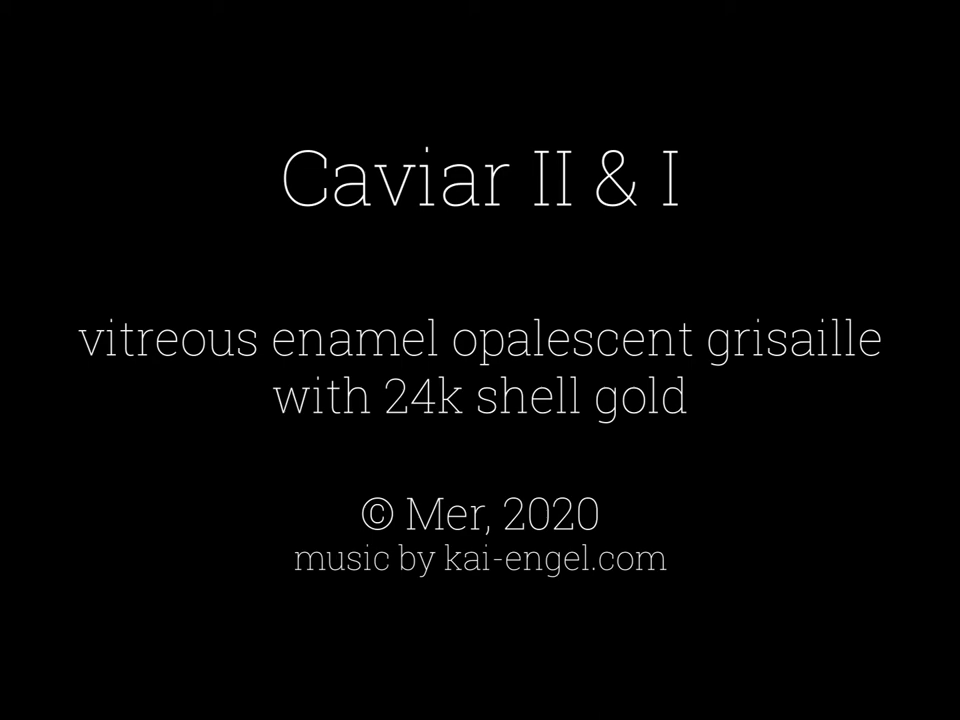 Caviar II & I
vitreous enamel opalescent grisaille
with 24k shell gold
© Mer, 2020
music by kai-engel.com